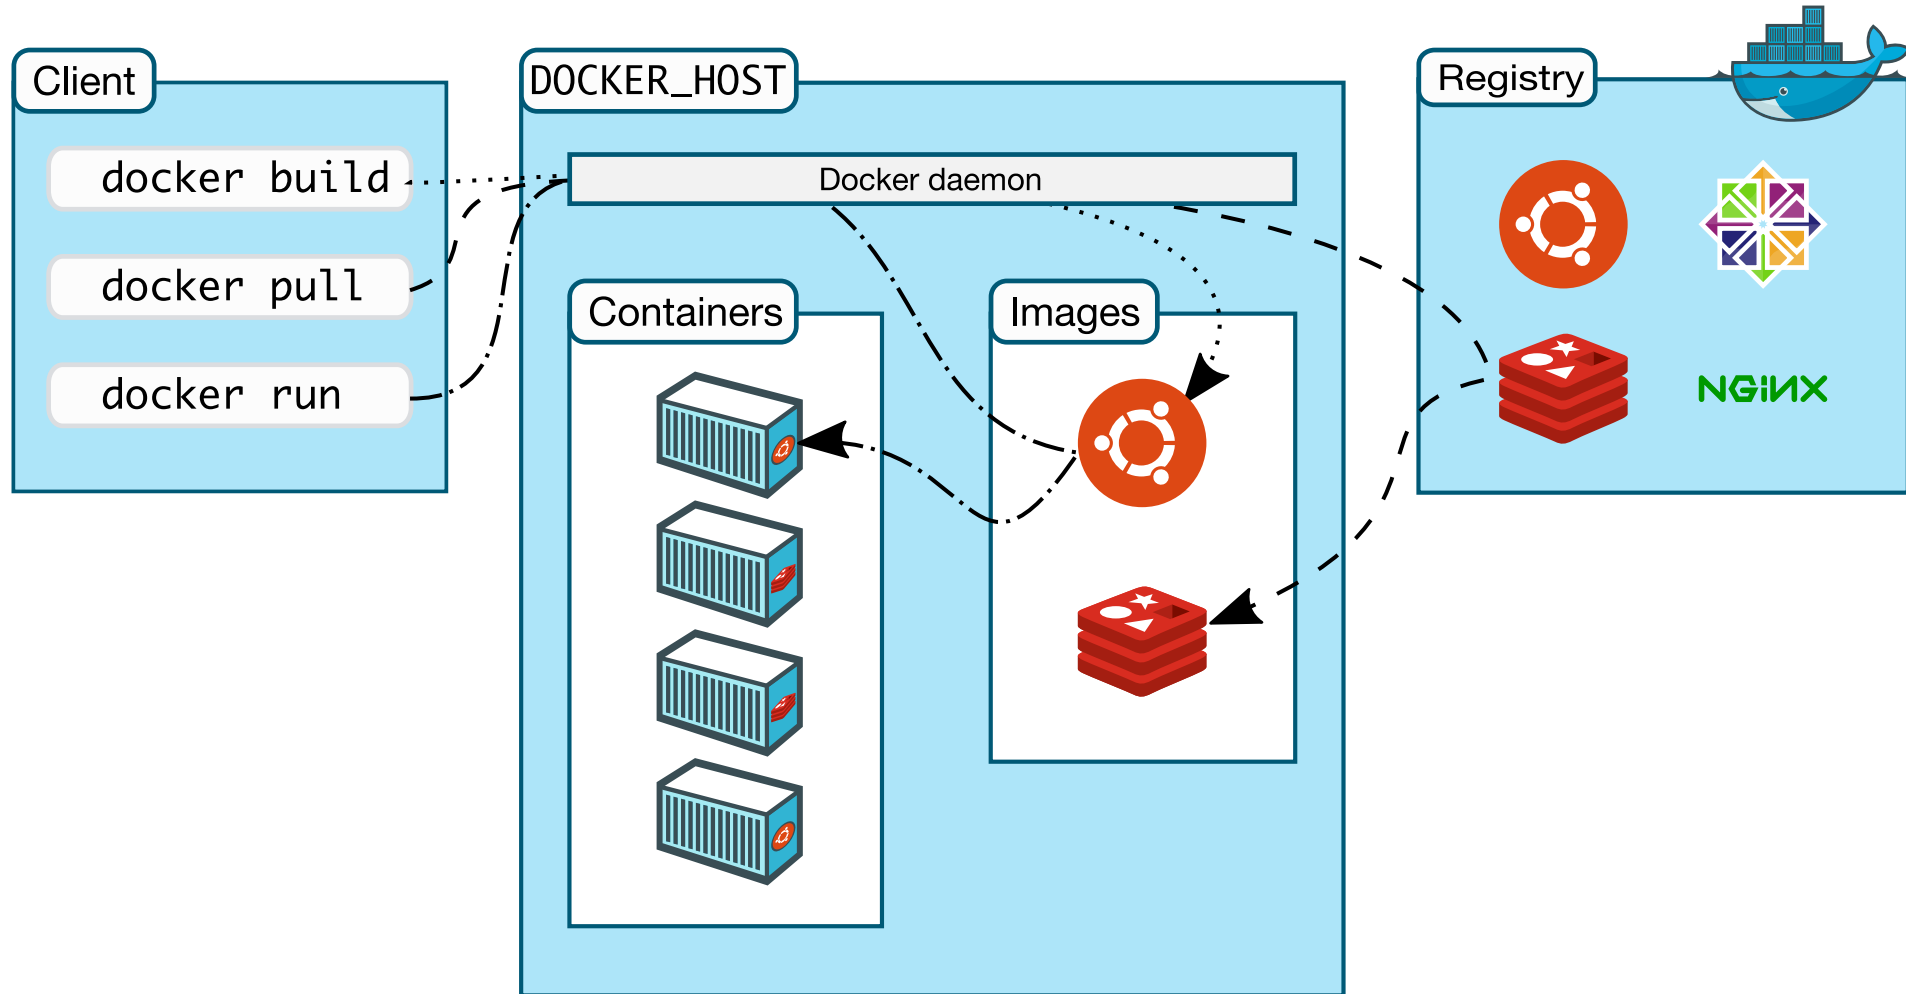 Client
docker build
docker pull
docker run
DOCKER_HOST
Docker daemon
Containers
Images
Registry
NGiNX